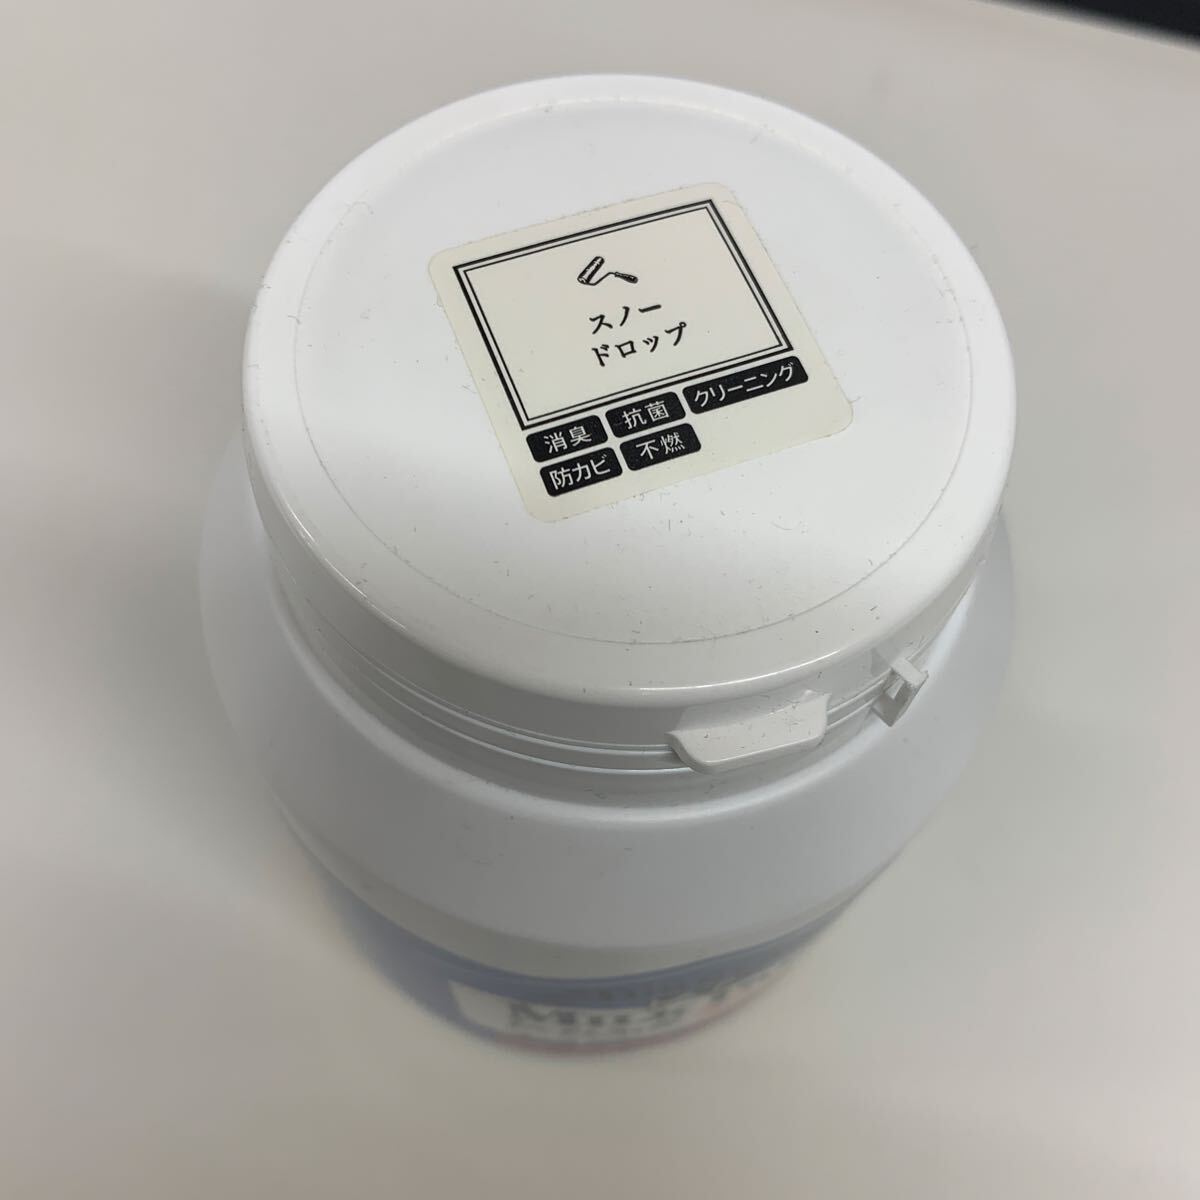 スノー
ドロップ
消臭 抗菌 クリーニング
防カビ 不燃